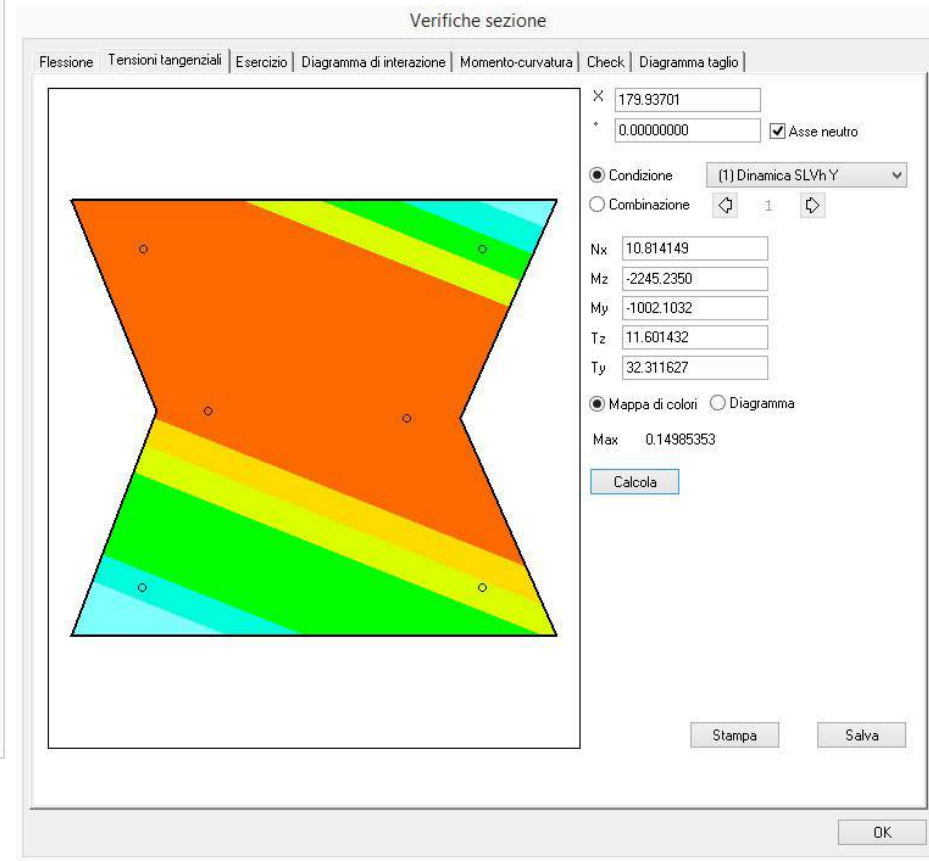 Verifiche sezione
Flessione Tensioni tangenziali Esercizio Diagramma di interazione Momento-curvatura Check Diagramma taglio
X 179.93701
° 0.00000000 Asse neutro
Condizione (1) Dinamica SLVh Y
Combinazione 1
Nx 10.814149
Mz -2245.2350
My -1002.1032
Tz 11.601432
Ty 32.311627
Mappa di colori Diagramma
Max 0.14985353
Calcola
Stampa Salva
OK